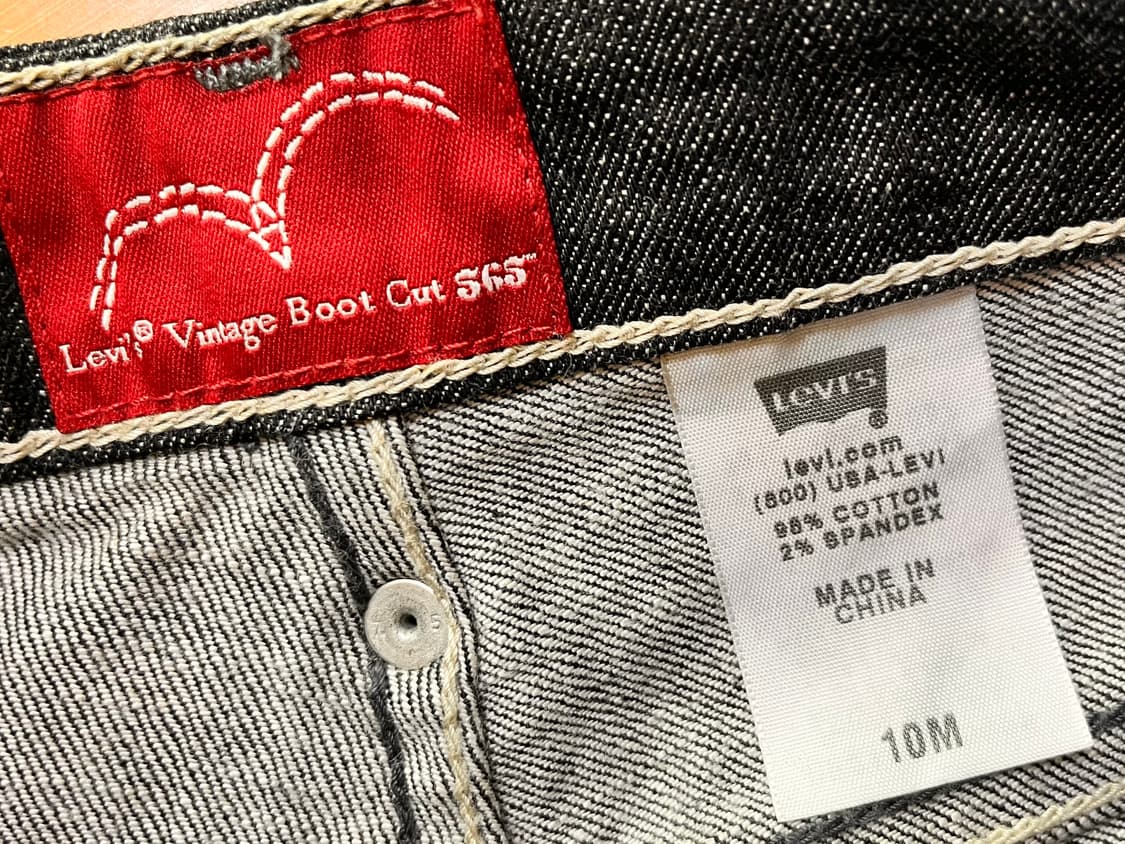 Levi's® Vintage Boot Cut 565™
Levi's
levi.com
(800) USA-LEVI
98% COTTON
2% SPANDEX
MADE IN
CHINA
10M